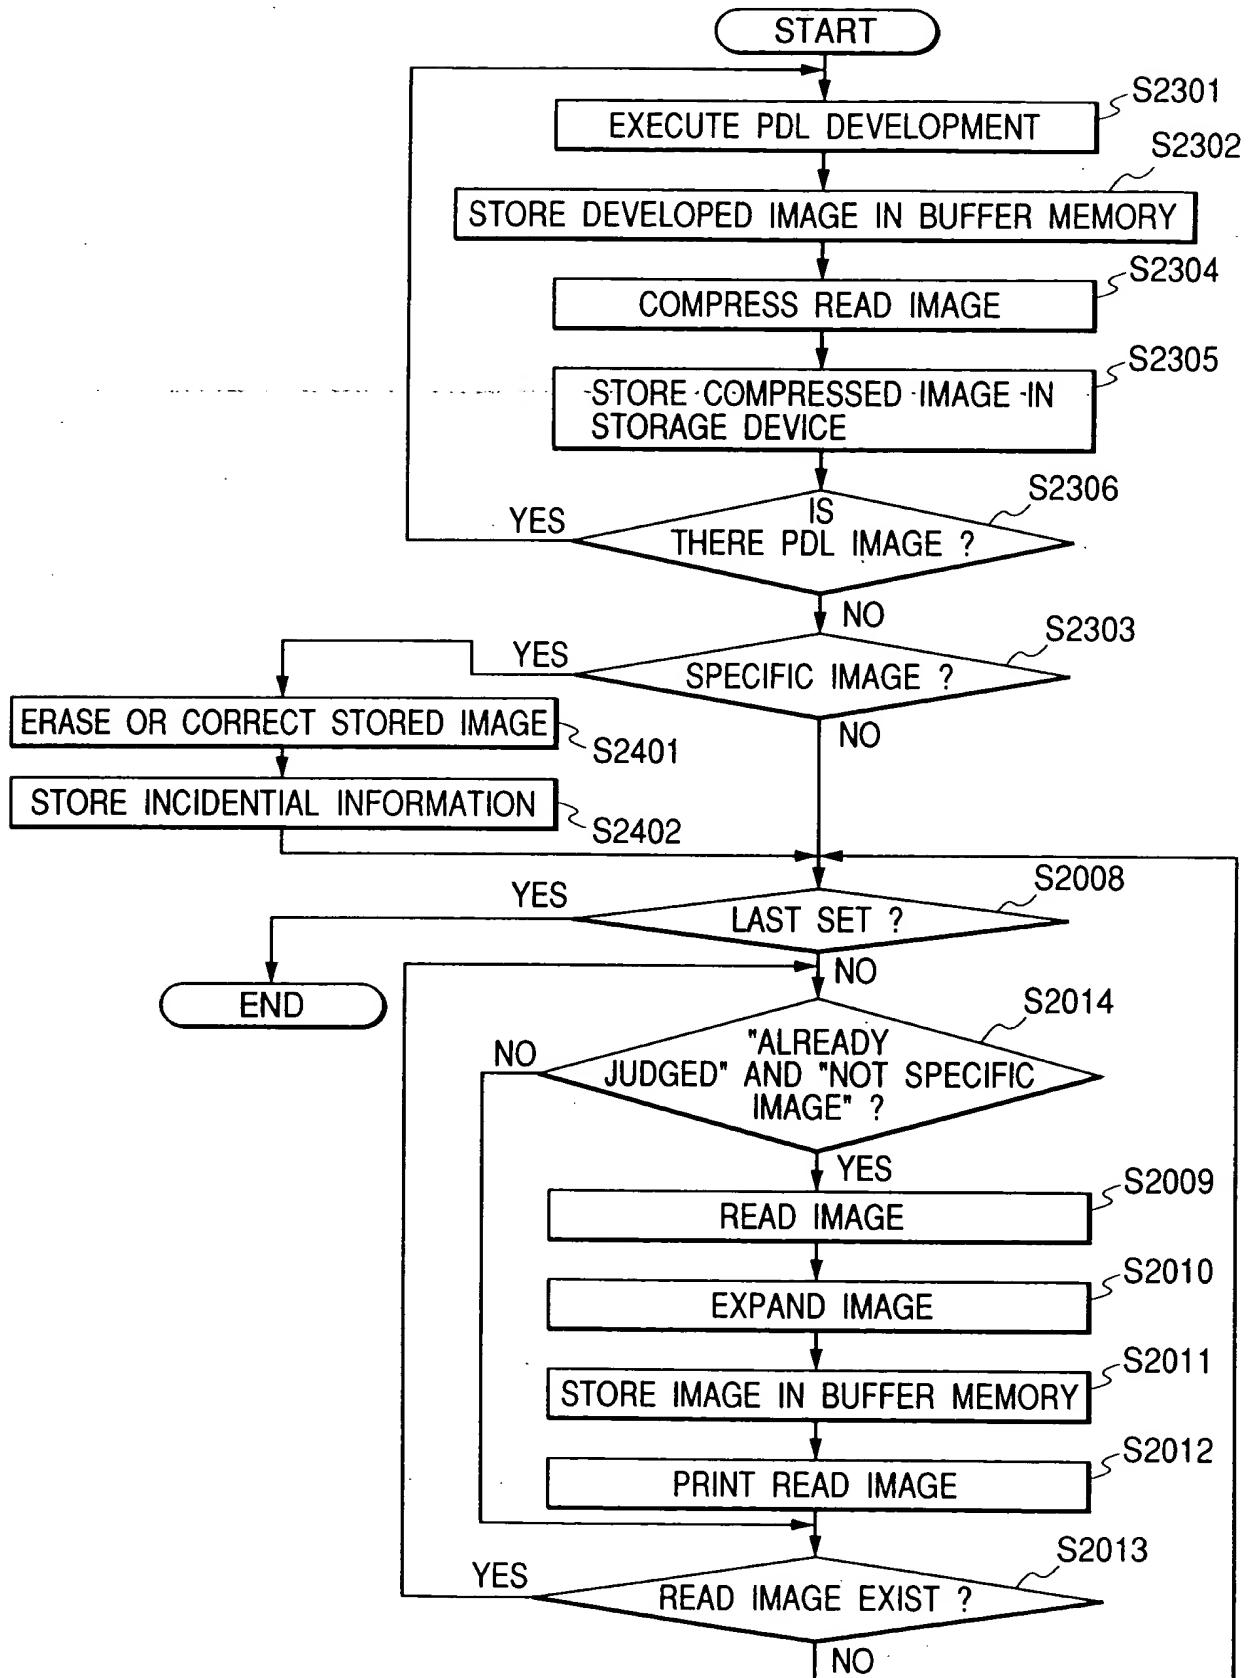 START
EXECUTE PDL DEVELOPMENT
S2301
STORE DEVELOPED IMAGE IN BUFFER MEMORY
S2302
COMPRESS READ IMAGE
S2304
STORE COMPRESSED IMAGE IN
STORAGE DEVICE
S2305
IS
THERE PDL IMAGE ?
S2306
YES
NO
SPECIFIC IMAGE ?
S2303
YES
NO
ERASE OR CORRECT STORED IMAGE
S2401
STORE INCIDENTIAL INFORMATION
S2402
LAST SET ?
S2008
YES
NO
END
"ALREADY
JUDGED" AND "NOT SPECIFIC
IMAGE" ?
S2014
NO
YES
READ IMAGE
S2009
EXPAND IMAGE
S2010
STORE IMAGE IN BUFFER MEMORY
S2011
PRINT READ IMAGE
S2012
READ IMAGE EXIST ?
S2013
YES
NO